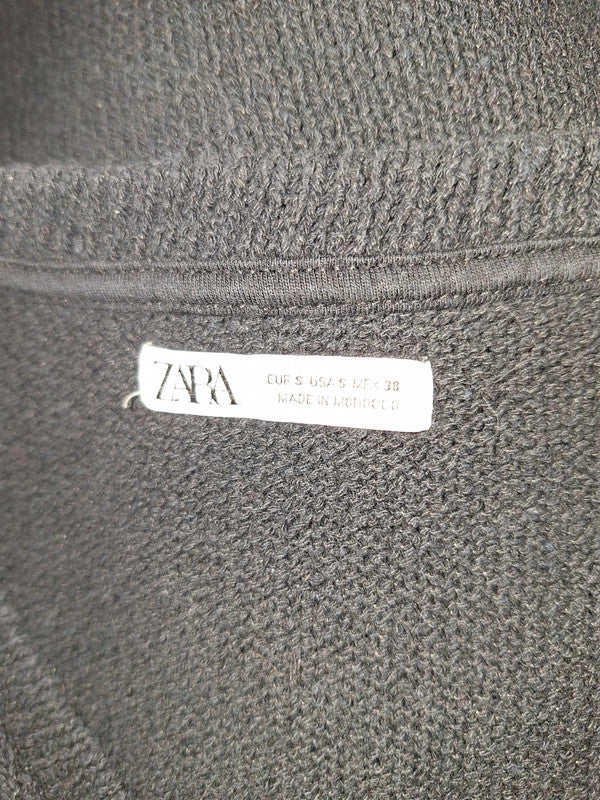 ZARA
EUR S USA S MEX 38
MADE IN MOROCCO